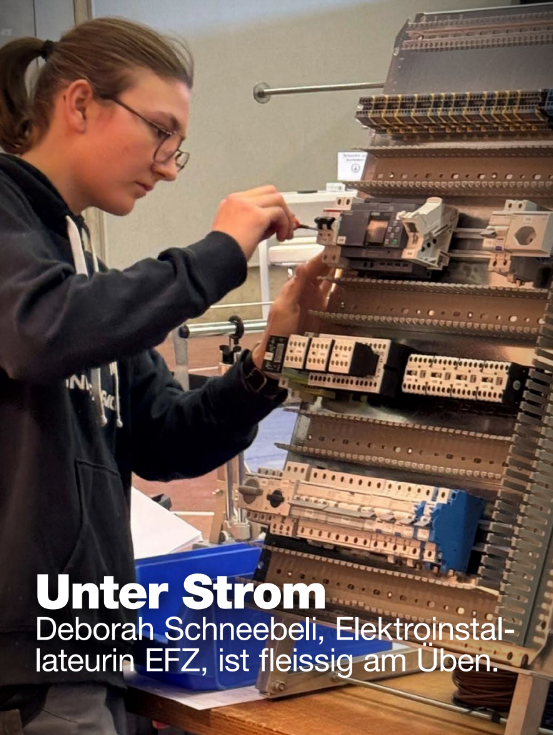 Unter Strom
Deborah Schneebeli, Elektroinstal-
lateurin EFZ, ist fleissig am Üben.